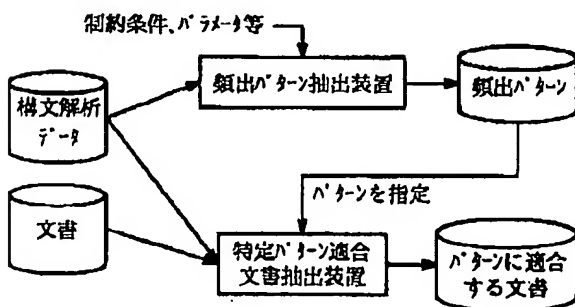 制約条件、パラメータ等
頻出パターン抽出装置
頻出パターン
構文解析
データ
パターンを指定
文書
特定パターン適合
文書抽出装置
パターンに適合
する文書